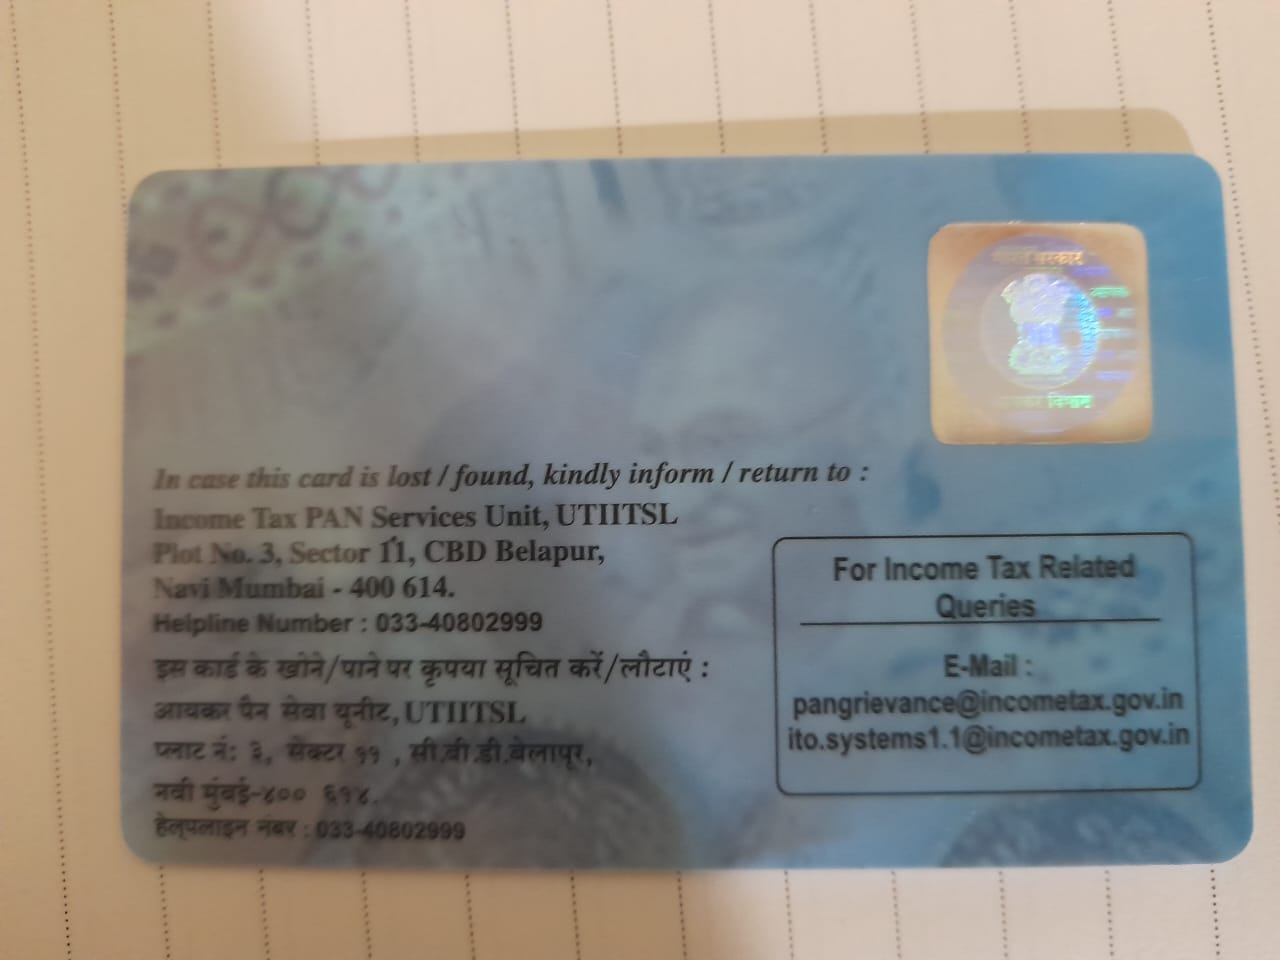 भारत सरकार
आयकर विभाग
In case this card is lost / found, kindly inform / return to :
Income Tax PAN Services Unit, UTIITSL
Plot No. 3, Sector 11, CBD Belapur,
Navi Mumbai - 400 614.
Helpline Number : 033-40802999
इस कार्ड के खोने/पाने पर कृपया सूचित करें/लौटाएं :
आयकर पैन सेवा यूनीट, UTIITSL
प्लाट नं: ३, सेक्टर ११ , सी.बी.डी.बेलापूर,
नवी मुंबई-४०० ६१४.
हेल्पलाइन नंबर : 033-40802999
For Income Tax Related
Queries
E-Mail :
pangrievance@incometax.gov.in
ito.systems1.1@incometax.gov.in